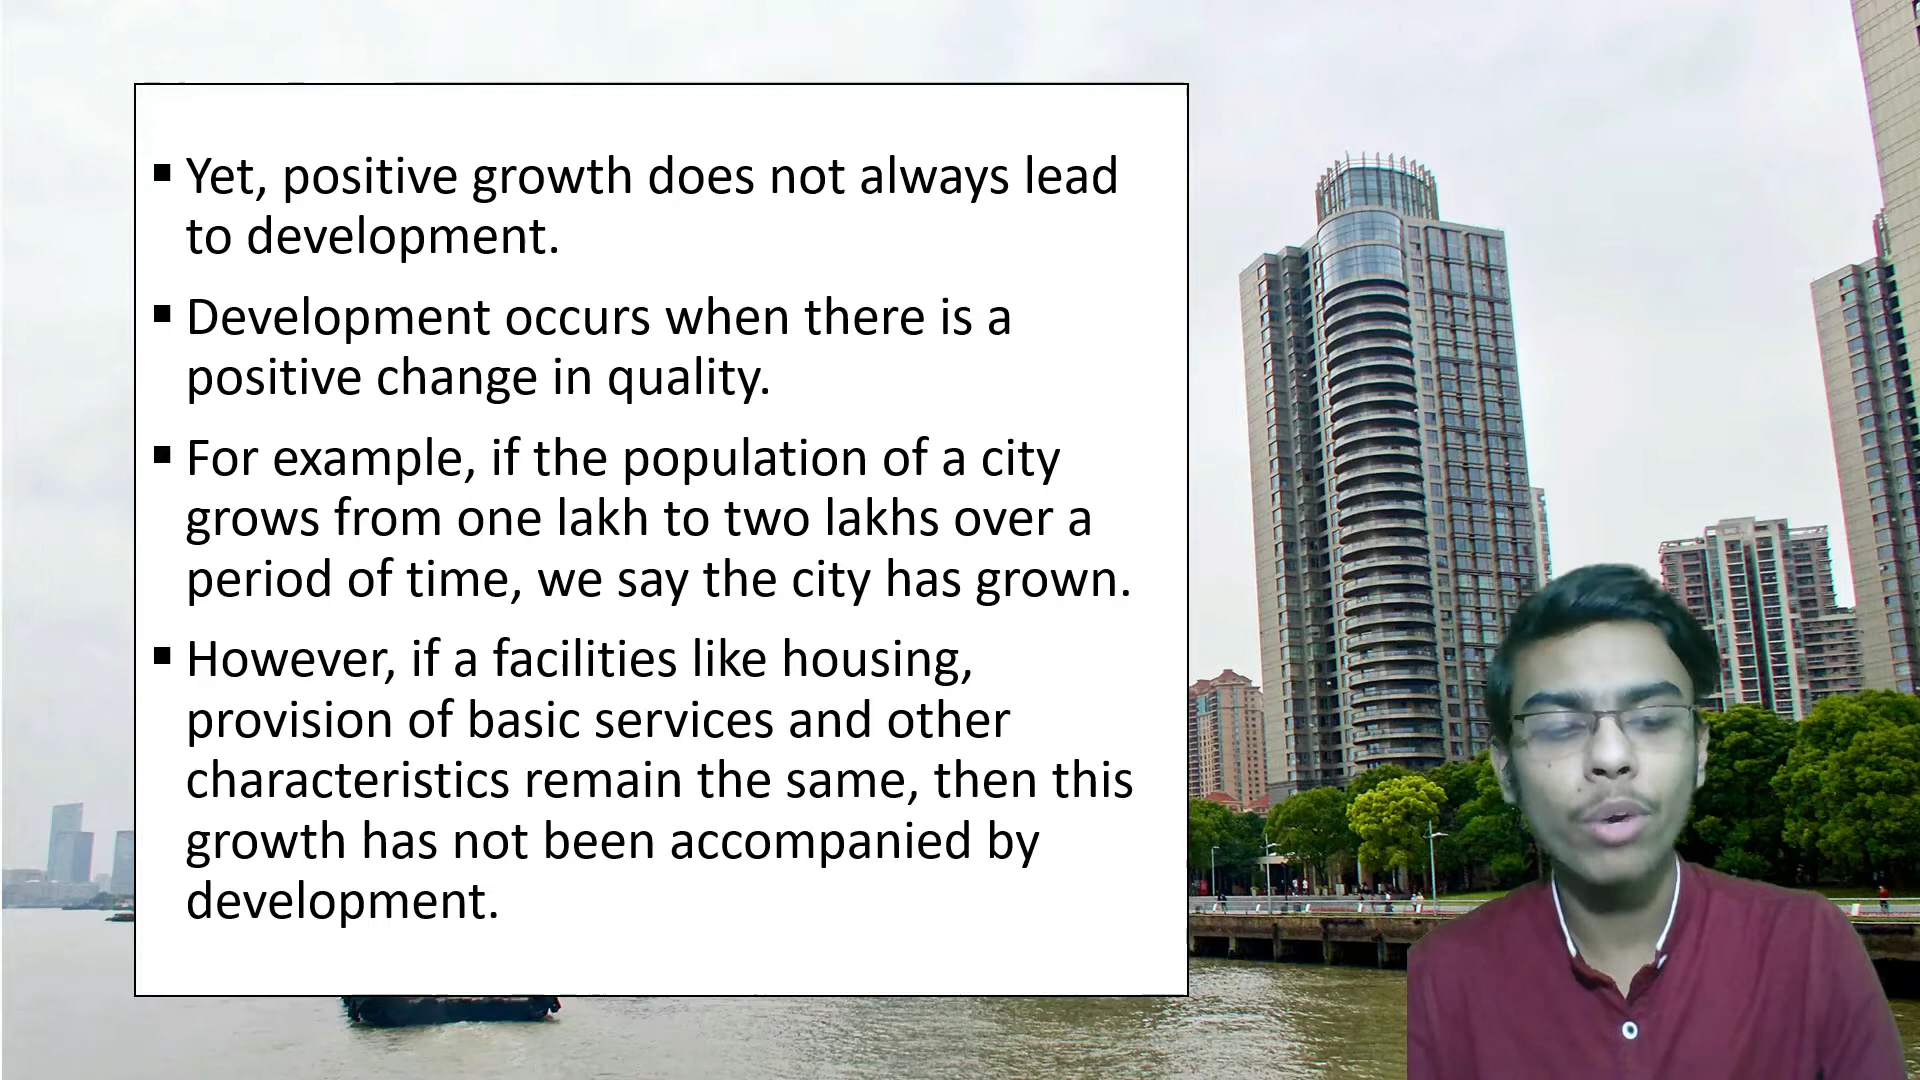 Yet, positive growth does not always lead
to development.
Development occurs when there is a
positive change in quality.
For example, if the population of a city
grows from one lakh to two lakhs over a
period of time, we say the city has grown.
However, if a facilities like housing,
provision of basic services and other
characteristics remain the same, then this
growth has not been accompanied by
development.